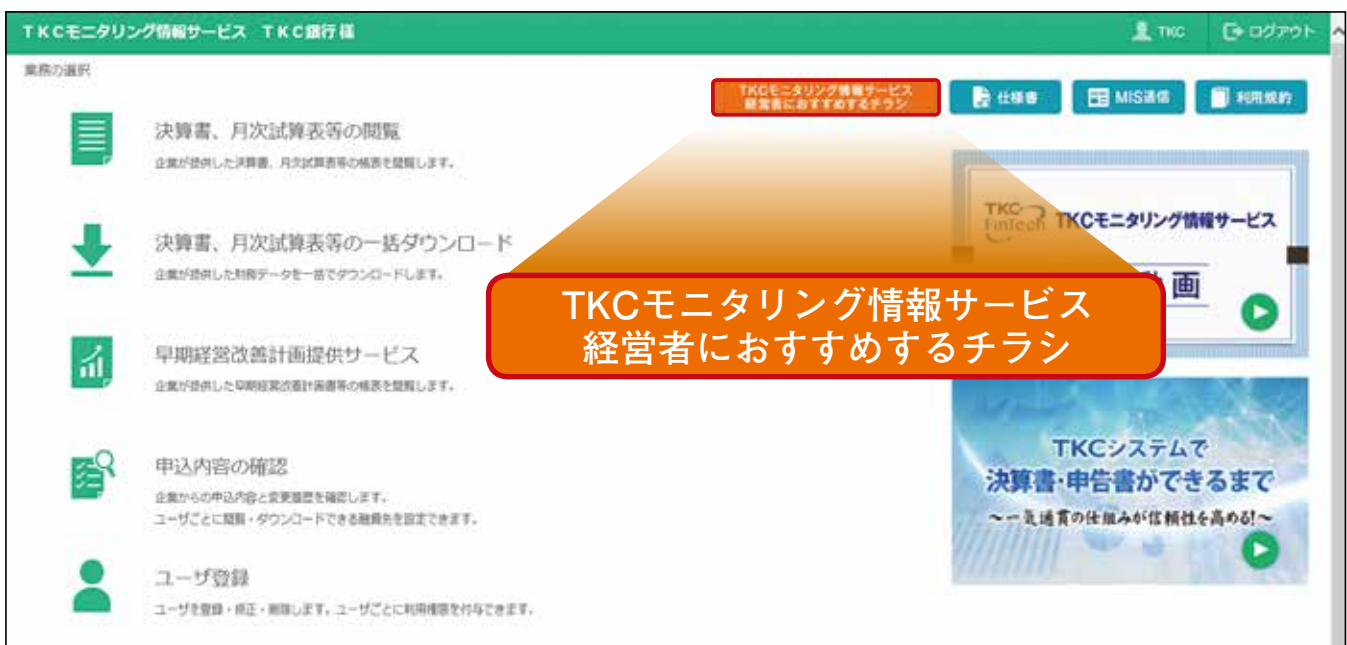 TKCモニタリング情報サービス TKC銀行 様
TKC
ログアウト
業務の選択
TKCモニタリング情報サービス
経営者におすすめするチラシ
仕様書
MIS通信
利用規約
決算書、月次試算表等の閲覧
企業が提供した決算書、月次試算表等の帳表を閲覧します。
決算書、月次試算表等の一括ダウンロード
企業が提供した財務データを一括でダウンロードします。
早期経営改善計画提供サービス
企業が提供した早期経営改善計画書等の帳表を閲覧します。
申込内容の確認
企業からの申込内容と変更履歴を確認します。
ユーザごとに閲覧・ダウンロードできる融資先を設定できます。
ユーザ登録
ユーザを登録・修正・削除します。ユーザごとに利用権限を付与できます。
TKCモニタリング情報サービス
経営者におすすめするチラシ
TKC FinTech
TKCモニタリング情報サービス
画
TKCシステムで
決算書・申告書ができるまで
～一気通貫の仕組みが信頼性を高める!～